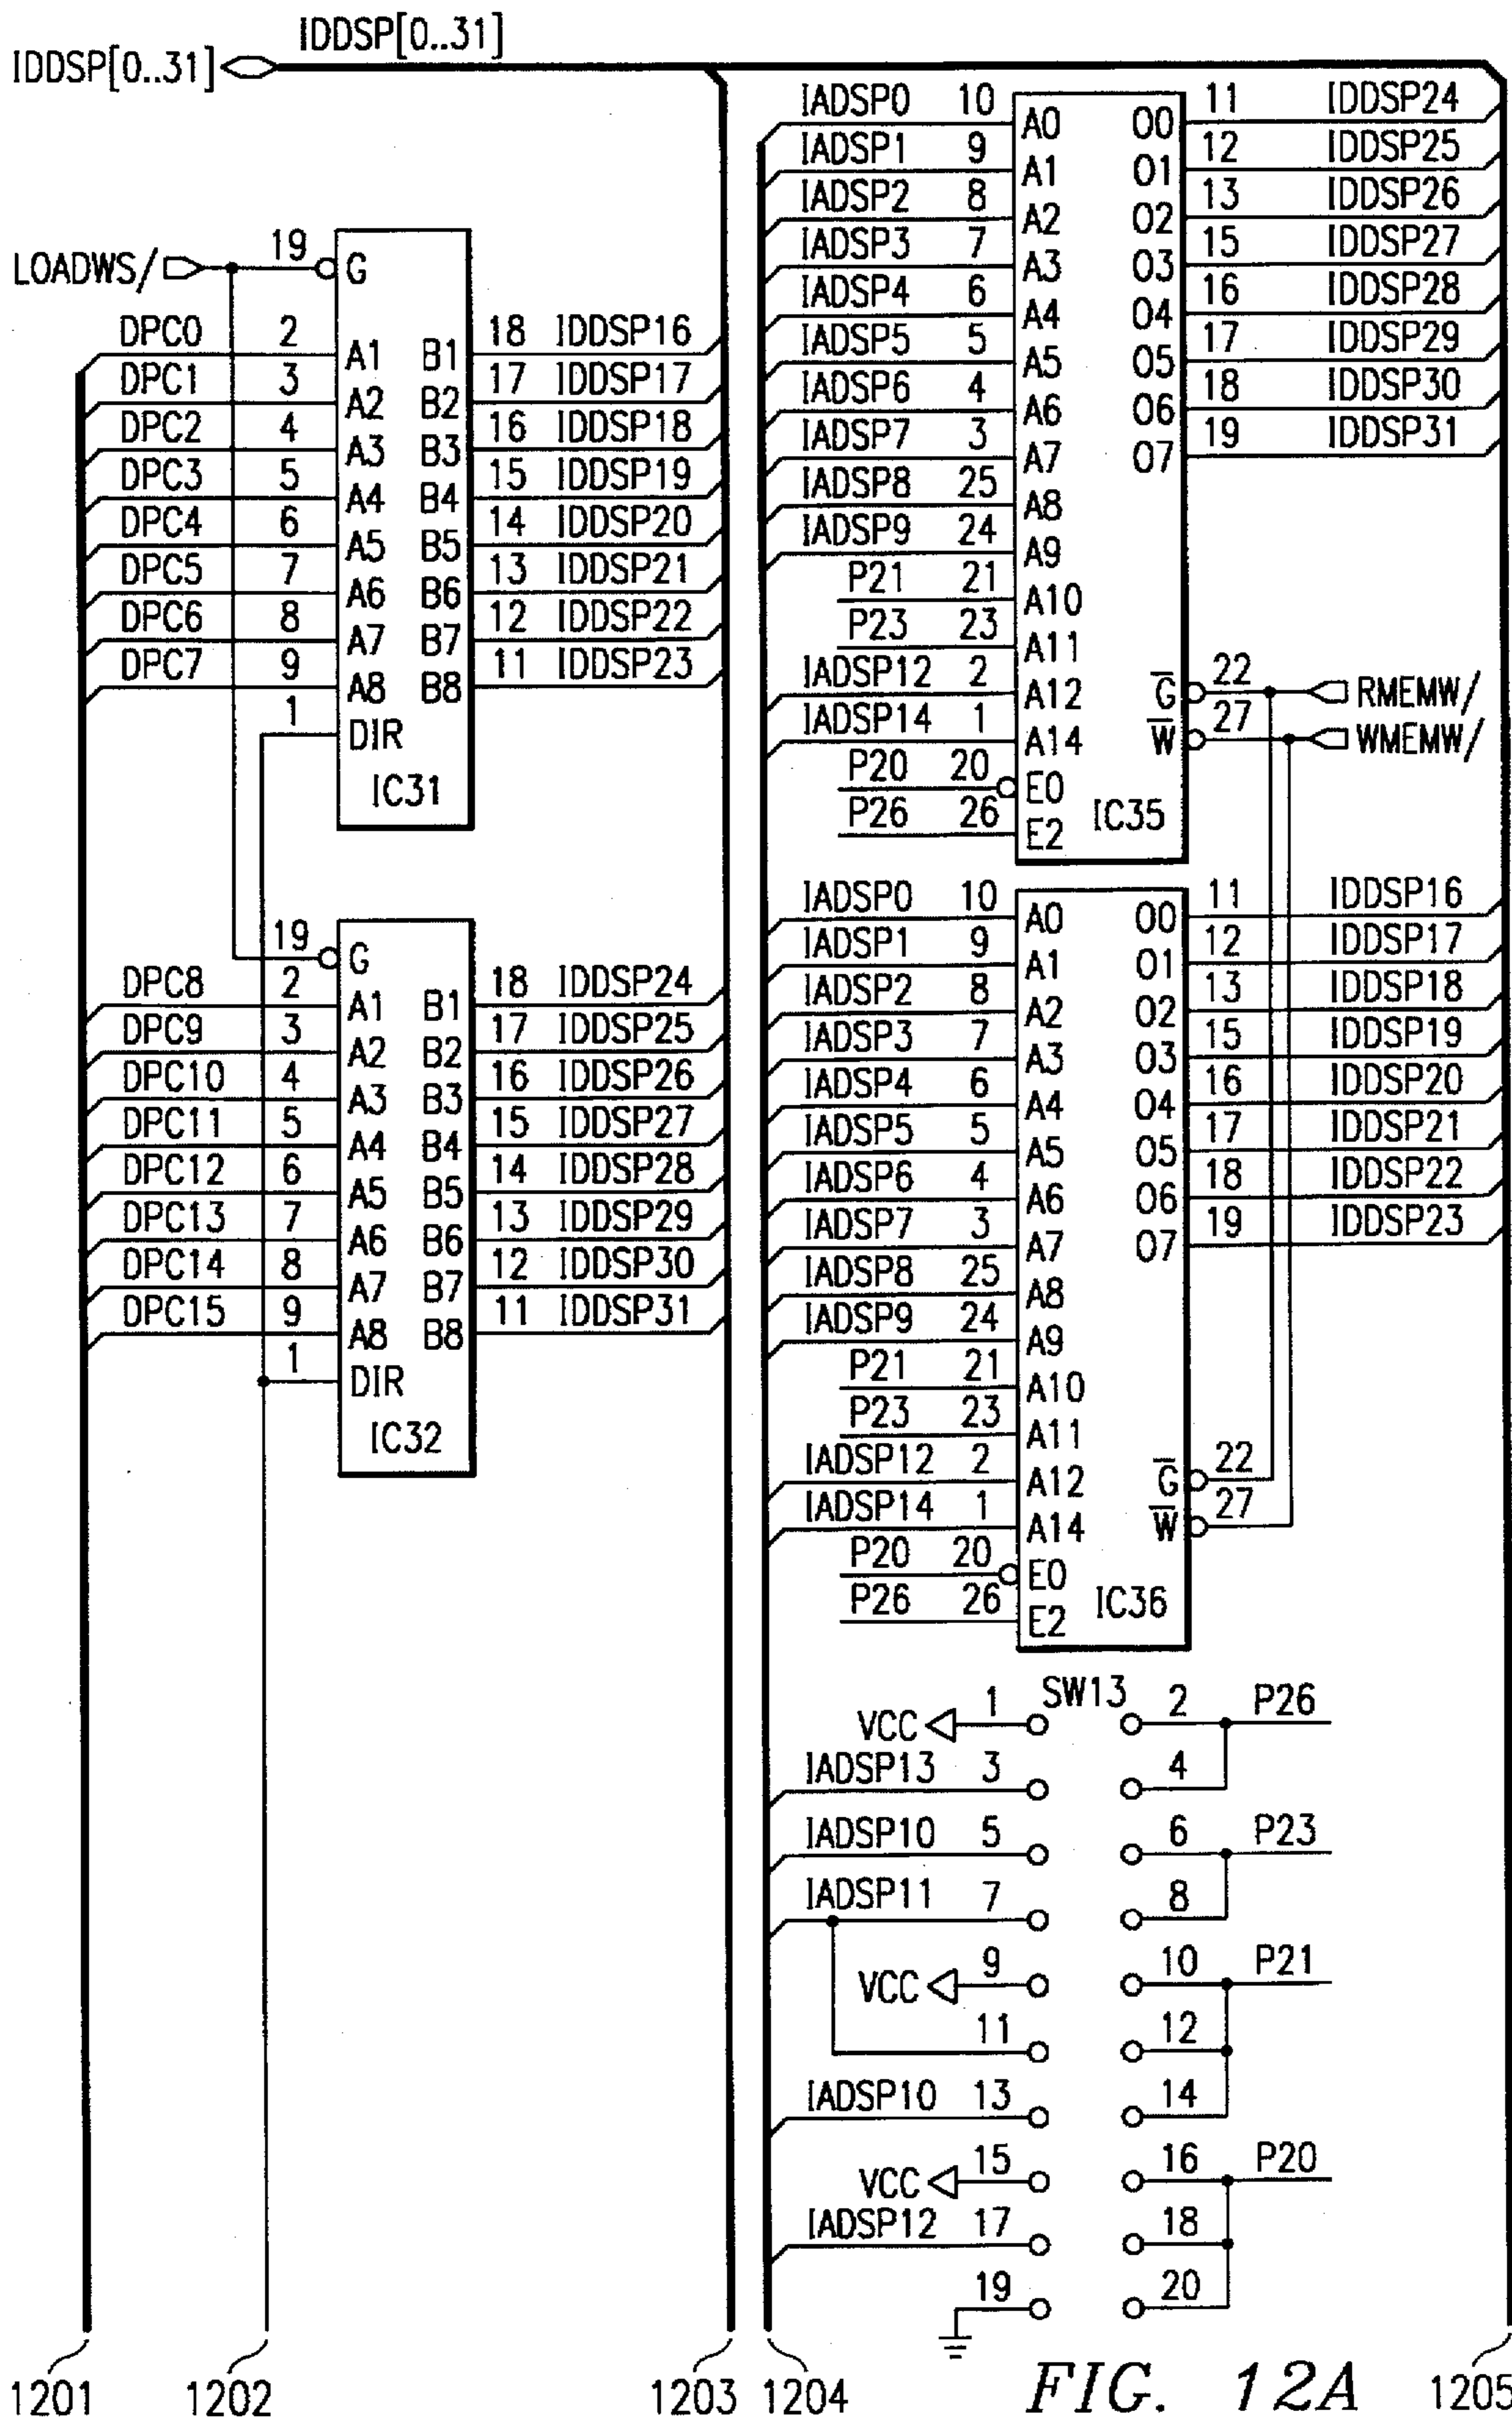 IDDSP[0..31]
IDDSP[0..31]
LOADWS/
19 G
DPC0 2 A1 B1 18 IDDSP16
DPC1 3 A2 B2 17 IDDSP17
DPC2 4 A3 B3 16 IDDSP18
DPC3 5 A4 B4 15 IDDSP19
DPC4 6 A5 B5 14 IDDSP20
DPC5 7 A6 B6 13 IDDSP21
DPC6 8 A7 B7 12 IDDSP22
DPC7 9 A8 B8 11 IDDSP23
1 DIR
IC31
19 G
DPC8 2 A1 B1 18 IDDSP24
DPC9 3 A2 B2 17 IDDSP25
DPC10 4 A3 B3 16 IDDSP26
DPC11 5 A4 B4 15 IDDSP27
DPC12 6 A5 B5 14 IDDSP28
DPC13 7 A6 B6 13 IDDSP29
DPC14 8 A7 B7 12 IDDSP30
DPC15 9 A8 B8 11 IDDSP31
1 DIR
IC32
IADSP0 10 A0 O0 11 IDDSP24
IADSP1 9 A1 O1 12 IDDSP25
IADSP2 8 A2 O2 13 IDDSP26
IADSP3 7 A3 O3 15 IDDSP27
IADSP4 6 A4 O4 16 IDDSP28
IADSP5 5 A5 O5 17 IDDSP29
IADSP6 4 A6 O6 18 IDDSP30
IADSP7 3 A7 O7 19 IDDSP31
IADSP8 25 A8
IADSP9 24 A9
P21 21 A10
P23 23 A11
IADSP12 2 A12 G̅ 22 RMEMW/
IADSP14 1 A14 W̅ 27 WMEMW/
P20 20 E0
P26 26 E2
IC35
IADSP0 10 A0 O0 11 IDDSP16
IADSP1 9 A1 O1 12 IDDSP17
IADSP2 8 A2 O2 13 IDDSP18
IADSP3 7 A3 O3 15 IDDSP19
IADSP4 6 A4 O4 16 IDDSP20
IADSP5 5 A5 O5 17 IDDSP21
IADSP6 4 A6 O6 18 IDDSP22
IADSP7 3 A7 O7 19 IDDSP23
IADSP8 25 A8
IADSP9 24 A9
P21 21 A10
P23 23 A11
IADSP12 2 A12 G̅ 22
IADSP14 1 A14 W̅ 27
P20 20 E0
P26 26 E2
IC36
SW13
VCC 1 2 P26
IADSP13 3 4
IADSP10 5 6 P23
IADSP11 7 8
VCC 9 10 P21
11 12
IADSP10 13 14
VCC 15 16 P20
IADSP12 17 18
19 20
1201 1202 1203 1204 1205
FIG. 12A